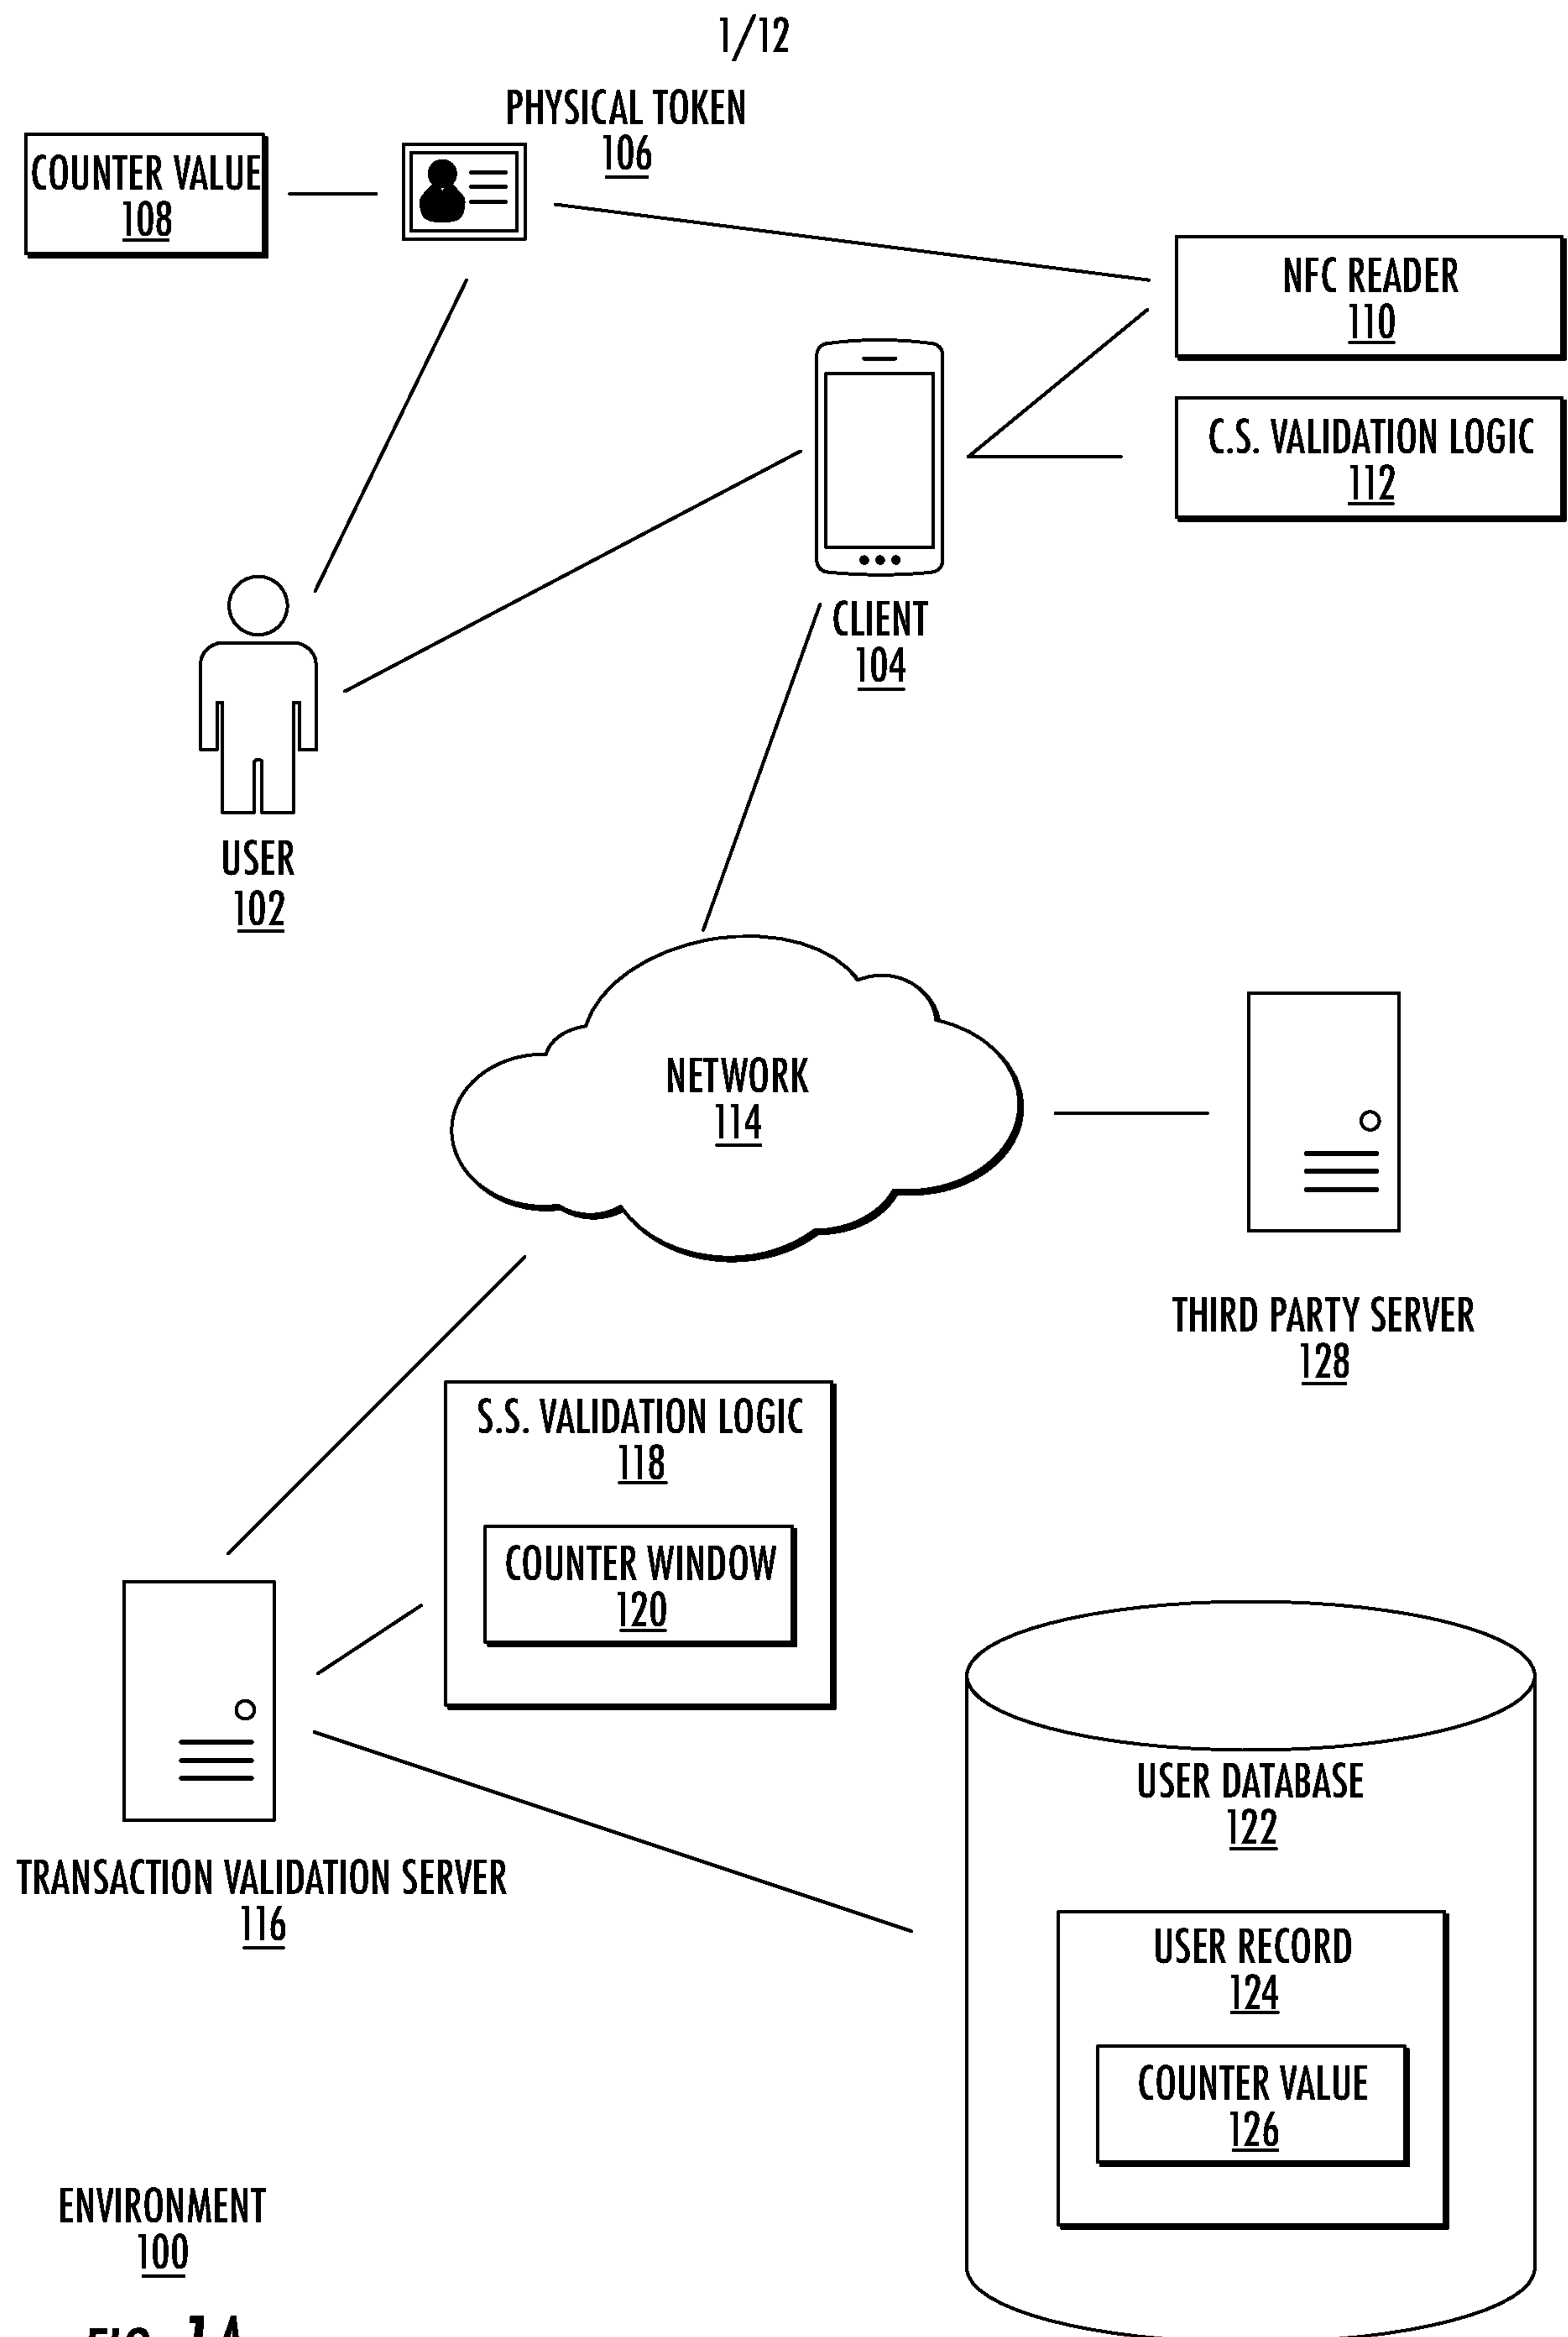 1/12
PHYSICAL TOKEN
106
COUNTER VALUE
108
NFC READER
110
C.S. VALIDATION LOGIC
112
CLIENT
104
USER
102
NETWORK
114
THIRD PARTY SERVER
128
S.S. VALIDATION LOGIC
118
COUNTER WINDOW
120
TRANSACTION VALIDATION SERVER
116
USER DATABASE
122
USER RECORD
124
COUNTER VALUE
126
ENVIRONMENT
100
FIG. 1A